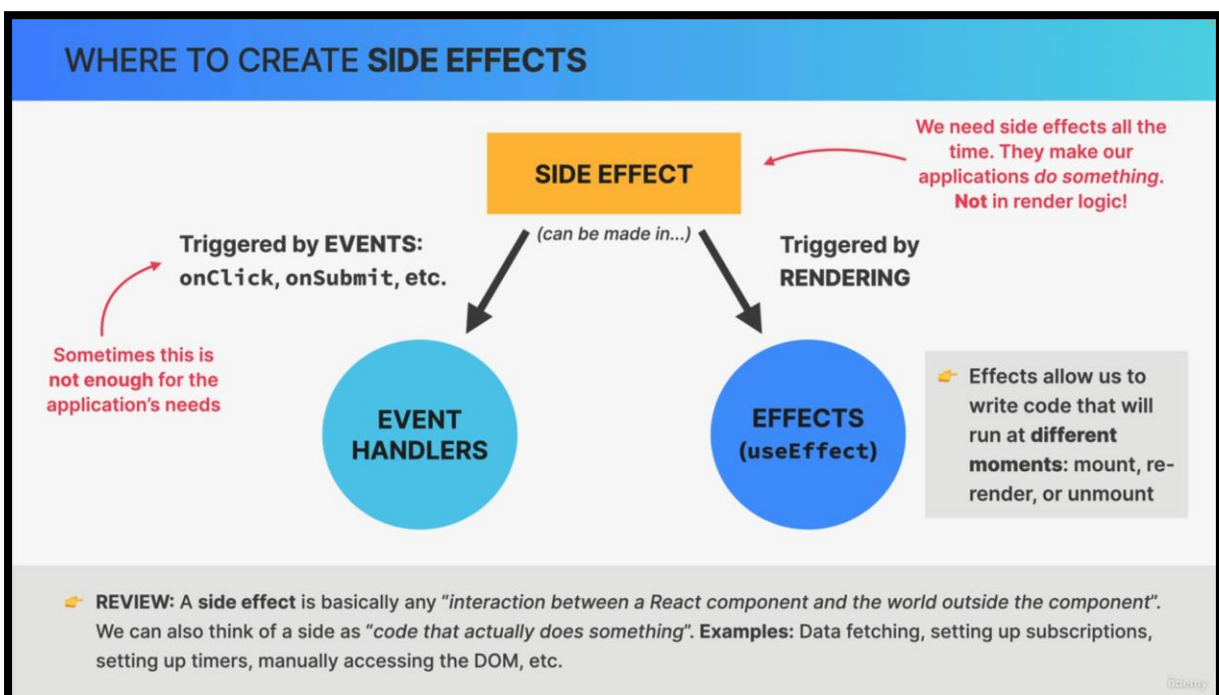 WHERE TO CREATE SIDE EFFECTS
SIDE EFFECT
(can be made in...)
We need side effects all the
time. They make our
applications do something.
Not in render logic!
Triggered by EVENTS:
onClick, onSubmit, etc.
Triggered by
RENDERING
Sometimes this is
not enough for the
application's needs
EVENT
HANDLERS
EFFECTS
(useEffect)
👉 Effects allow us to
write code that will
run at different
moments: mount, re-
render, or unmount
👉 REVIEW: A side effect is basically any "interaction between a React component and the world outside the component".
We can also think of a side as "code that actually does something". Examples: Data fetching, setting up subscriptions,
setting up timers, manually accessing the DOM, etc.
Udemy